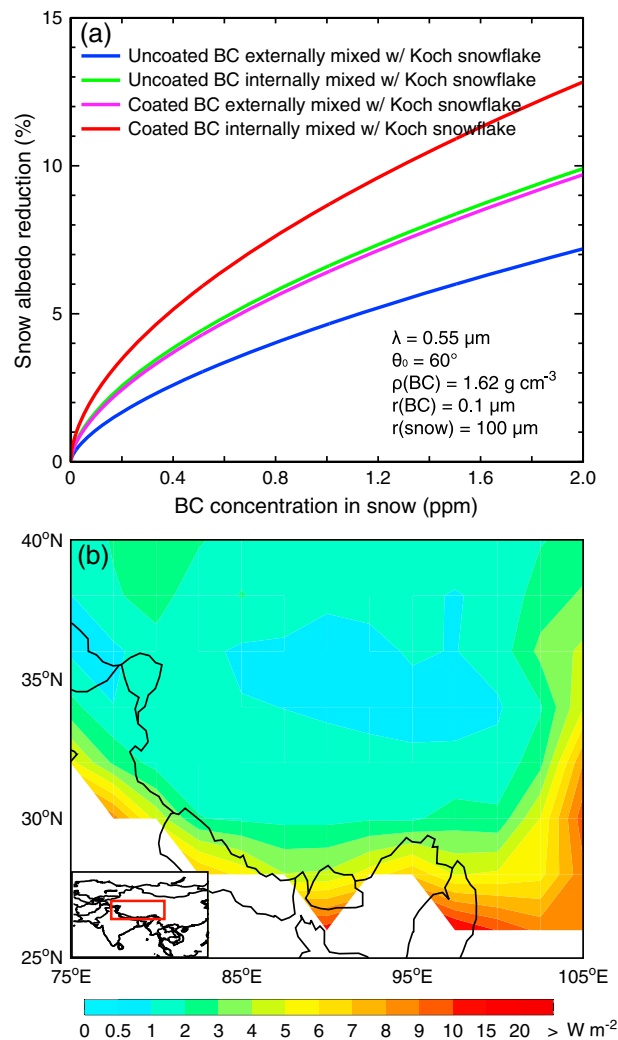 (a)
Uncoated BC externally mixed w/ Koch snowflake
Uncoated BC internally mixed w/ Koch snowflake
Coated BC externally mixed w/ Koch snowflake
Coated BC internally mixed w/ Koch snowflake
Snow albedo reduction (%)
15
10
5
0
λ = 0.55 μm
θ₀ = 60°
ρ(BC) = 1.62 g cm⁻³
r(BC) = 0.1 μm
r(snow) = 100 μm
0 0.4 0.8 1.2 1.6 2.0
BC concentration in snow (ppm)
(b)
40°N
35°N
30°N
25°N
75°E 85°E 95°E 105°E
0 0.5 1 2 3 4 5 6 7 8 9 10 15 20 > W m⁻²